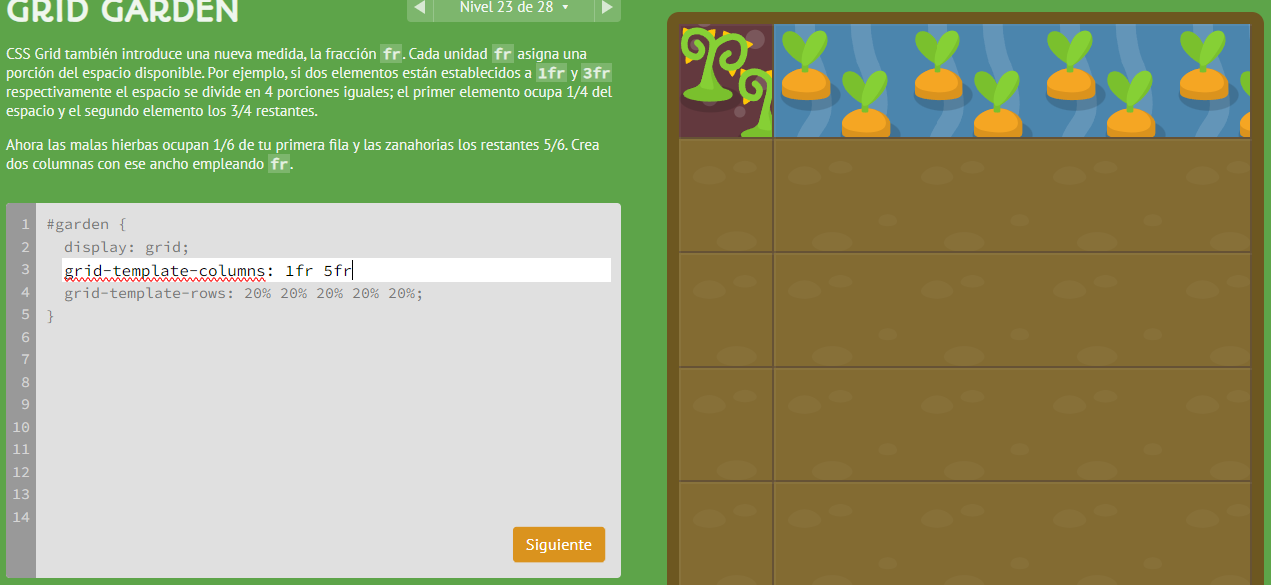 GRID GARDEN
Nivel 23 de 28
CSS Grid también introduce una nueva medida, la fracción fr. Cada unidad fr asigna una
porción del espacio disponible. Por ejemplo, si dos elementos están establecidos a 1fr y 3fr
respectivamente el espacio se divide en 4 porciones iguales; el primer elemento ocupa 1/4 del
espacio y el segundo elemento los 3/4 restantes.
Ahora las malas hierbas ocupan 1/6 de tu primera fila y las zanahorias los restantes 5/6. Crea
dos columnas con ese ancho empleando fr.
1 #garden {
2 display: grid;
3 grid-template-columns: 1fr 5fr
4 grid-template-rows: 20% 20% 20% 20% 20%;
5 }
6
7
8
9
10
11
12
13
14
Siguiente